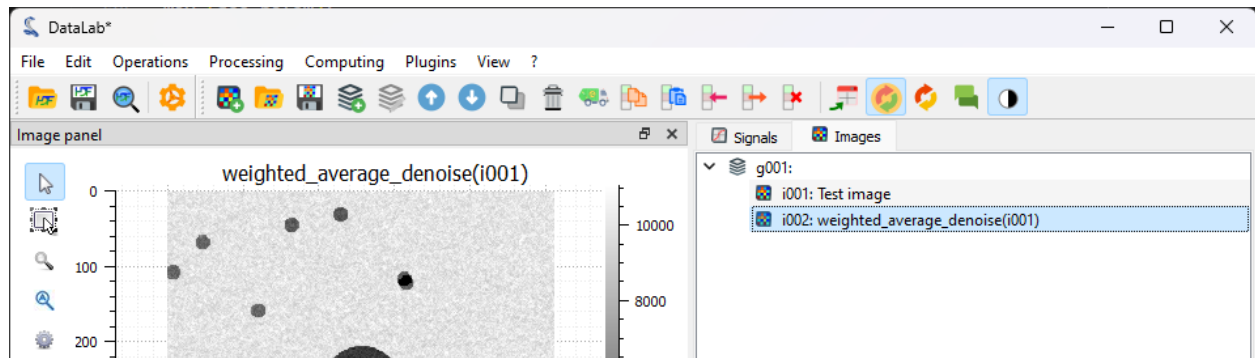 DataLab*
File Edit Operations Processing Computing Plugins View ?
Image panel
Signals Images
weighted_average_denoise(i001)
0
100
200
10000
8000
g001:
i001: Test image
i002: weighted_average_denoise(i001)